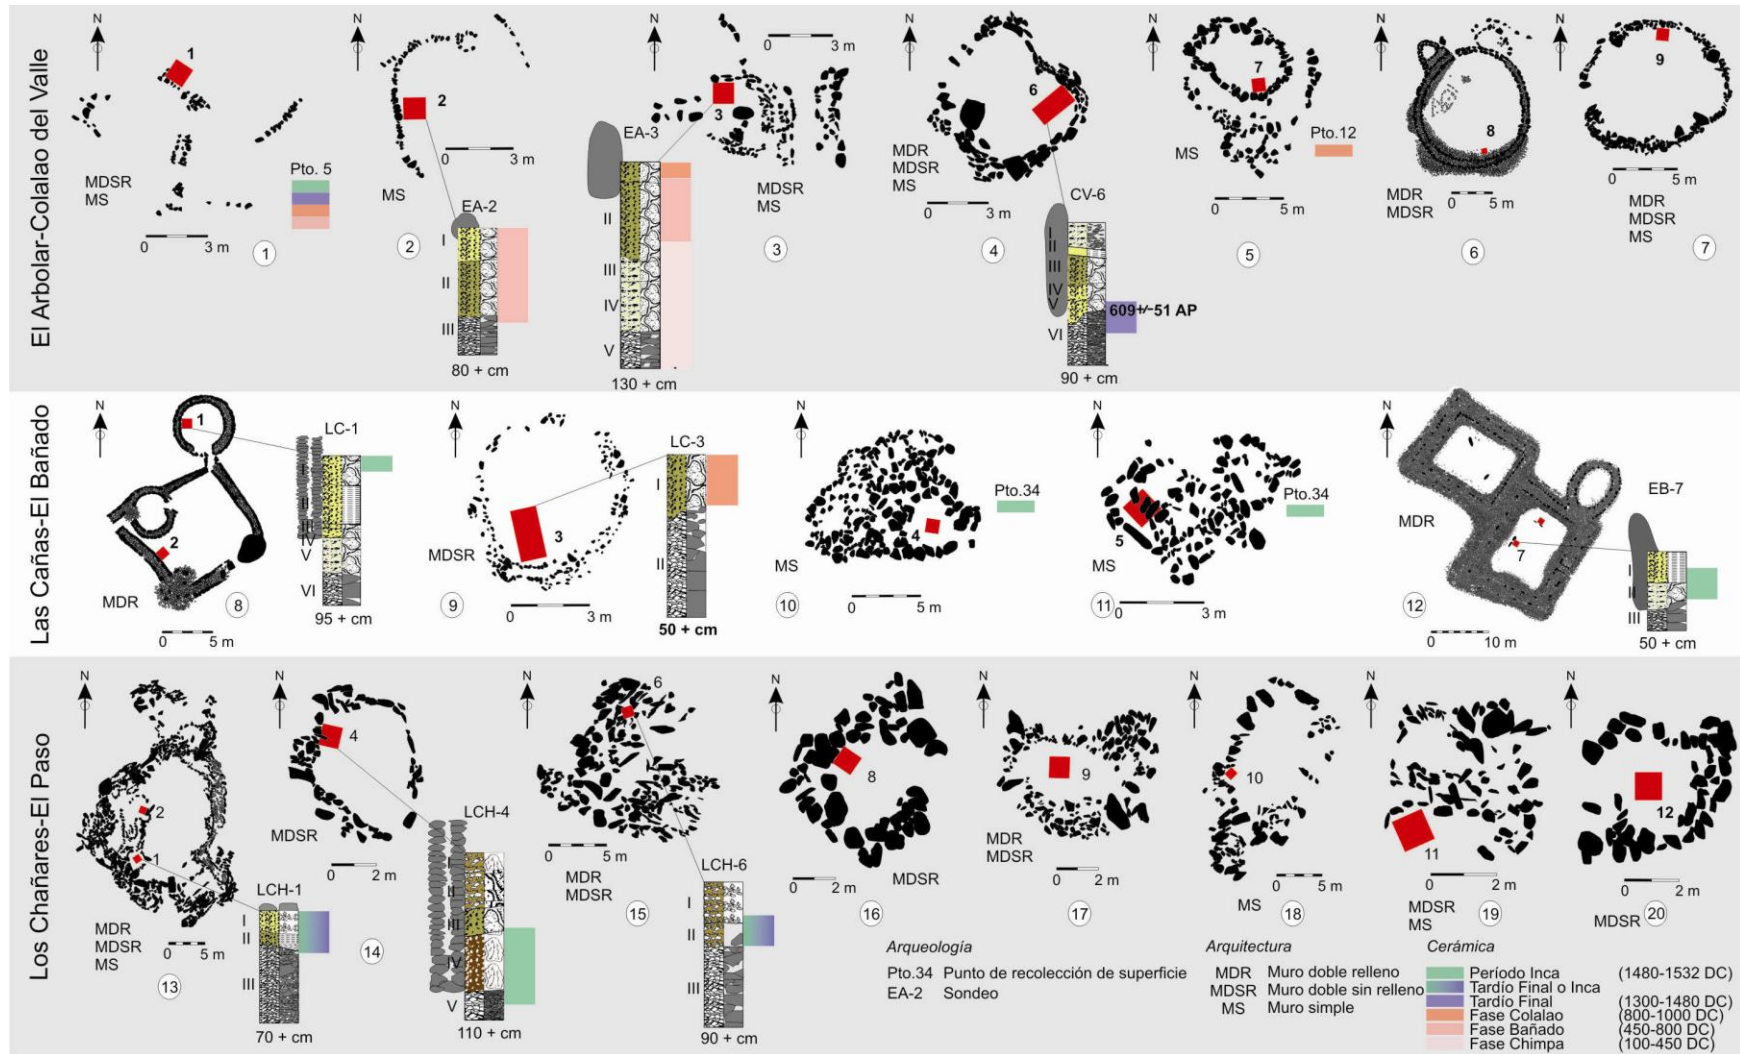 El Arbolar-Colalao del Valle
N
1
MDSR
MS
0 3 m
Pto. 5
1
N
2
0 3 m
MS
EA-2
I
II
III
80 + cm
2
N
0 3 m
3
EA-3
II
III
IV
V
130 + cm
MDSR
MS
3
N
6
MDR
MDSR
MS
0 3 m
4
CV-6
I
II
III
IV
V
VI
609+/-51 AP
90 + cm
N
7
MS
Pto.12
0 5 m
5
N
8
MDR
MDSR
0 5 m
6
N
9
0 5 m
MDR
MDSR
MS
7
Las Cañas-El Bañado
N
1
2
MDR
0 5 m
8
LC-1
I
II
III
IV
V
VI
95 + cm
N
3
MDSR
0 3 m
9
LC-3
I
II
50 + cm
N
4
Pto.34
MS
0 5 m
10
N
5
Pto.34
MS
0 3 m
11
N
7
MDR
0 10 m
12
EB-7
I
II
III
50 + cm
Los Chañares-El Paso
N
2
1
MDR
MDSR
MS
0 5 m
13
LCH-1
I
II
III
70 + cm
N
4
MDSR
0 2 m
14
LCH-4
I
II
III
IV
V
110 + cm
N
6
0 5 m
MDR
MDSR
15
LCH-6
I
II
III
90 + cm
N
8
0 2 m
MDSR
16
N
9
MDR
MDSR
0 2 m
17
N
10
0 5 m
MS
18
N
11
0 2 m
MDSR
MS
19
N
12
0 2 m
MDSR
20
Arqueología
Pto.34 Punto de recolección de superficie
EA-2 Sondeo
Arquitectura
MDR Muro doble relleno
MDSR Muro doble sin relleno
MS Muro simple
Cerámica
Período Inca (1480-1532 DC)
Tardío Final o Inca
Tardío Final (1300-1480 DC)
Fase Colalao (800-1000 DC)
Fase Bañado (450-800 DC)
Fase Chimpa (100-450 DC)